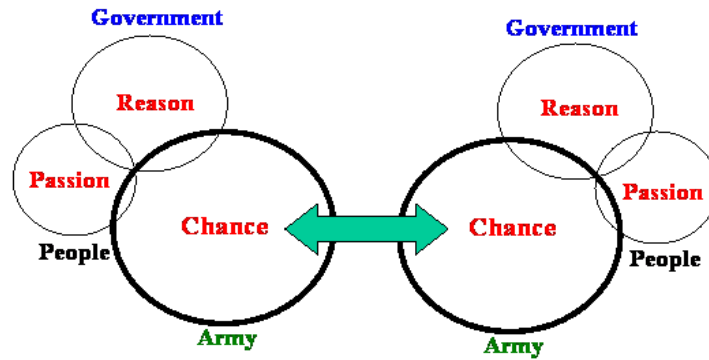 Government
Reason
Passion
Chance
People
Army
Government
Reason
Passion
Chance
People
Army